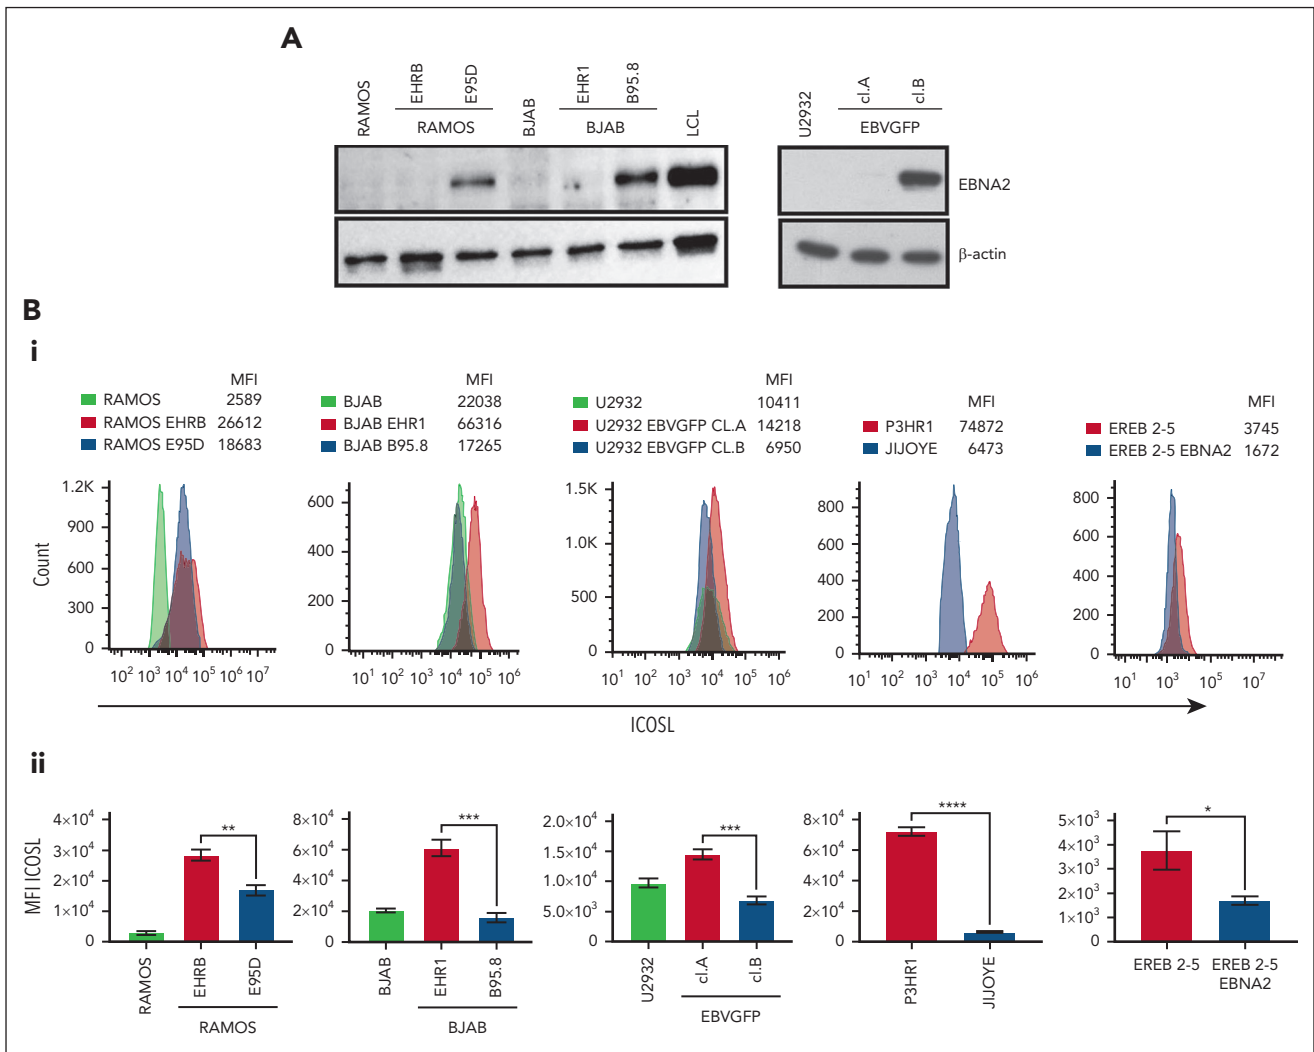 A
RAMOS
EHRB
E95D
RAMOS
BJAB
EHR1
B95.8
BJAB
LCL
U2932
cl.A
cl.B
EBVGFP
EBNA2
β-actin
B
i
MFI
RAMOS 2589
RAMOS EHRB 26612
RAMOS E95D 18683
MFI
BJAB 22038
BJAB EHR1 66316
BJAB B95.8 17265
MFI
U2932 10411
U2932 EBVGFP CL.A 14218
U2932 EBVGFP CL.B 6950
MFI
P3HR1 74872
JIJOYE 6473
MFI
EREB 2-5 3745
EREB 2-5 EBNA2 1672
Count
1.2K
900
600
300
0
10² 10³ 10⁴ 10⁵ 10⁶ 10⁷
600
400
200
0
10¹ 10² 10³ 10⁴ 10⁵ 10⁶
1.5K
1.0K
500
0
10¹ 10² 10³ 10⁴ 10⁵ 10⁶
800
600
400
200
0
10¹ 10² 10³ 10⁴ 10⁵ 10⁶
800
600
400
200
0
10¹ 10³ 10⁵ 10⁷
ICOSL
ii
MFI ICOSL
4×10⁴
3×10⁴
2×10⁴
1×10⁴
0
**
RAMOS
EHRB
E95D
RAMOS
8×10⁴
6×10⁴
4×10⁴
2×10⁴
0
***
BJAB
EHR1
B95.8
BJAB
2.0×10⁴
1.5×10⁴
1.0×10⁴
5.0×10³
0
***
U2932
cl.A
cl.B
EBVGFP
8×10⁴
6×10⁴
4×10⁴
2×10⁴
0
****
P3HR1
JIJOYE
5×10³
4×10³
3×10³
2×10³
1×10³
0
*
EREB 2-5
EREB 2-5
EBNA2